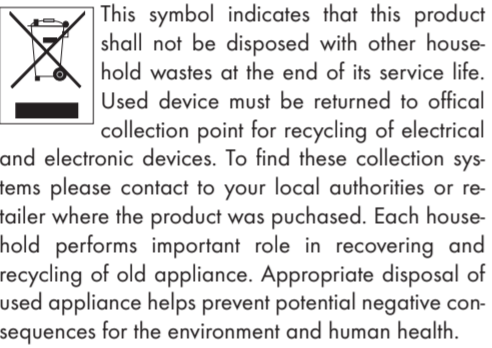 This symbol indicates that this product
shall not be disposed with other house-
hold wastes at the end of its service life.
Used device must be returned to offical
collection point for recycling of electrical
and electronic devices. To find these collection sys-
tems please contact to your local authorities or re-
tailer where the product was puchased. Each house-
hold performs important role in recovering and
recycling of old appliance. Appropriate disposal of
used appliance helps prevent potential negative con-
sequences for the environment and human health.